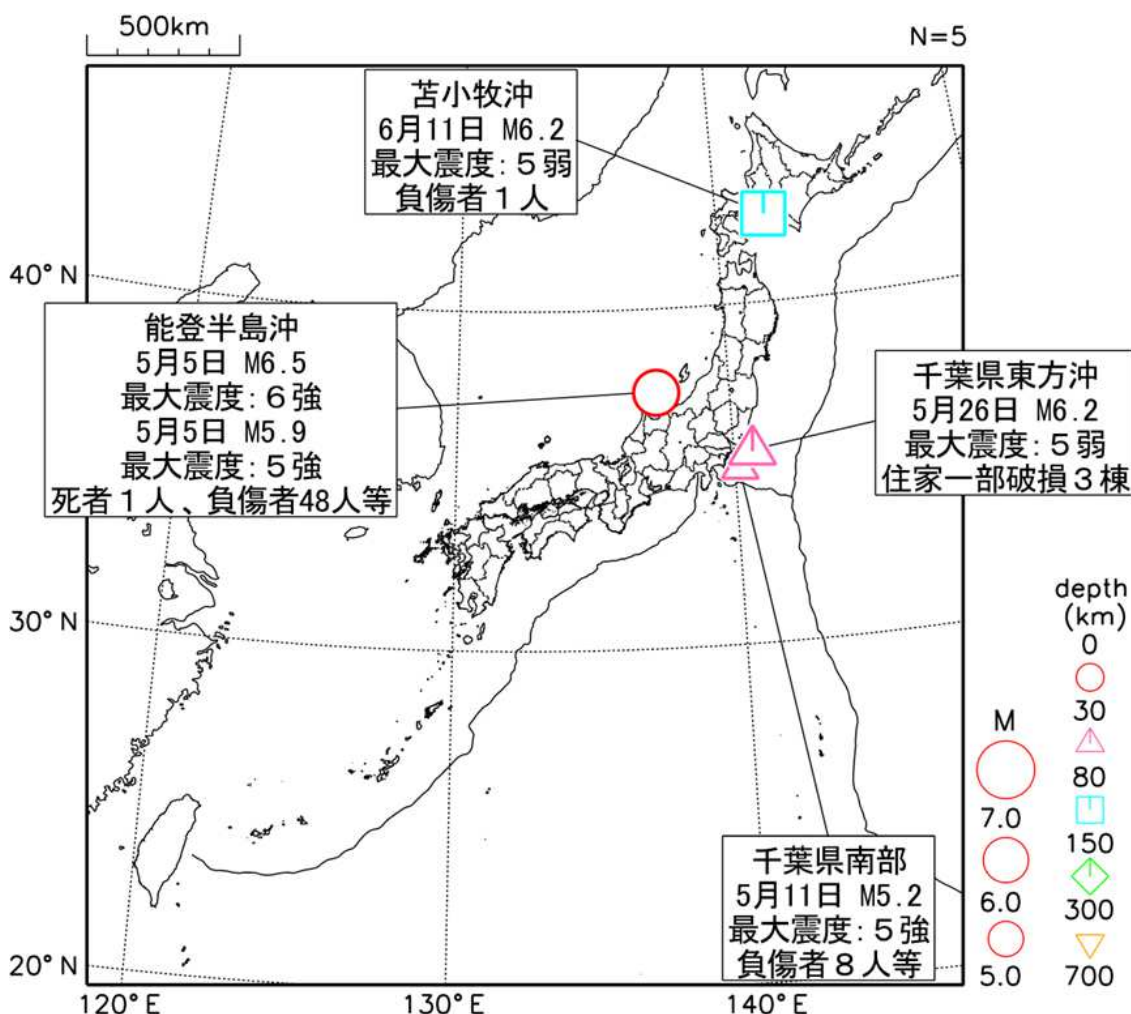 500km
N=5
苫小牧沖
6月11日 M6.2
最大震度:５弱
負傷者１人
40°N
能登半島沖
5月5日 M6.5
最大震度:６強
5月5日 M5.9
最大震度:５強
死者１人、負傷者48人等
千葉県東方沖
5月26日 M6.2
最大震度:５弱
住家一部破損３棟
30°N
千葉県南部
5月11日 M5.2
最大震度:５強
負傷者８人等
M
7.0
6.0
5.0
depth
(km)
0
30
80
150
300
700
20°N
120°E
130°E
140°E